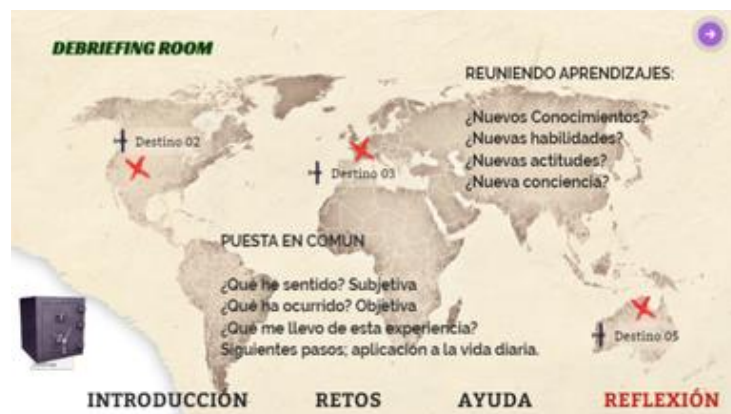 DEBRIEFING ROOM
REUNIENDO APRENDIZAJES:
¿Nuevos Conocimientos?
¿Nuevas habilidades?
¿Nuevas actitudes?
¿Nueva conciencia?
Destino 02
Destino 03
PUESTA EN COMÚN
¿Qué he sentido? Subjetiva
¿Qué ha ocurrido? Objetiva
¿Qué me llevo de esta experiencia?
Siguientes pasos; aplicación a la vida diaria.
Destino 05
INTRODUCCIÓN RETOS AYUDA REFLEXIÓN